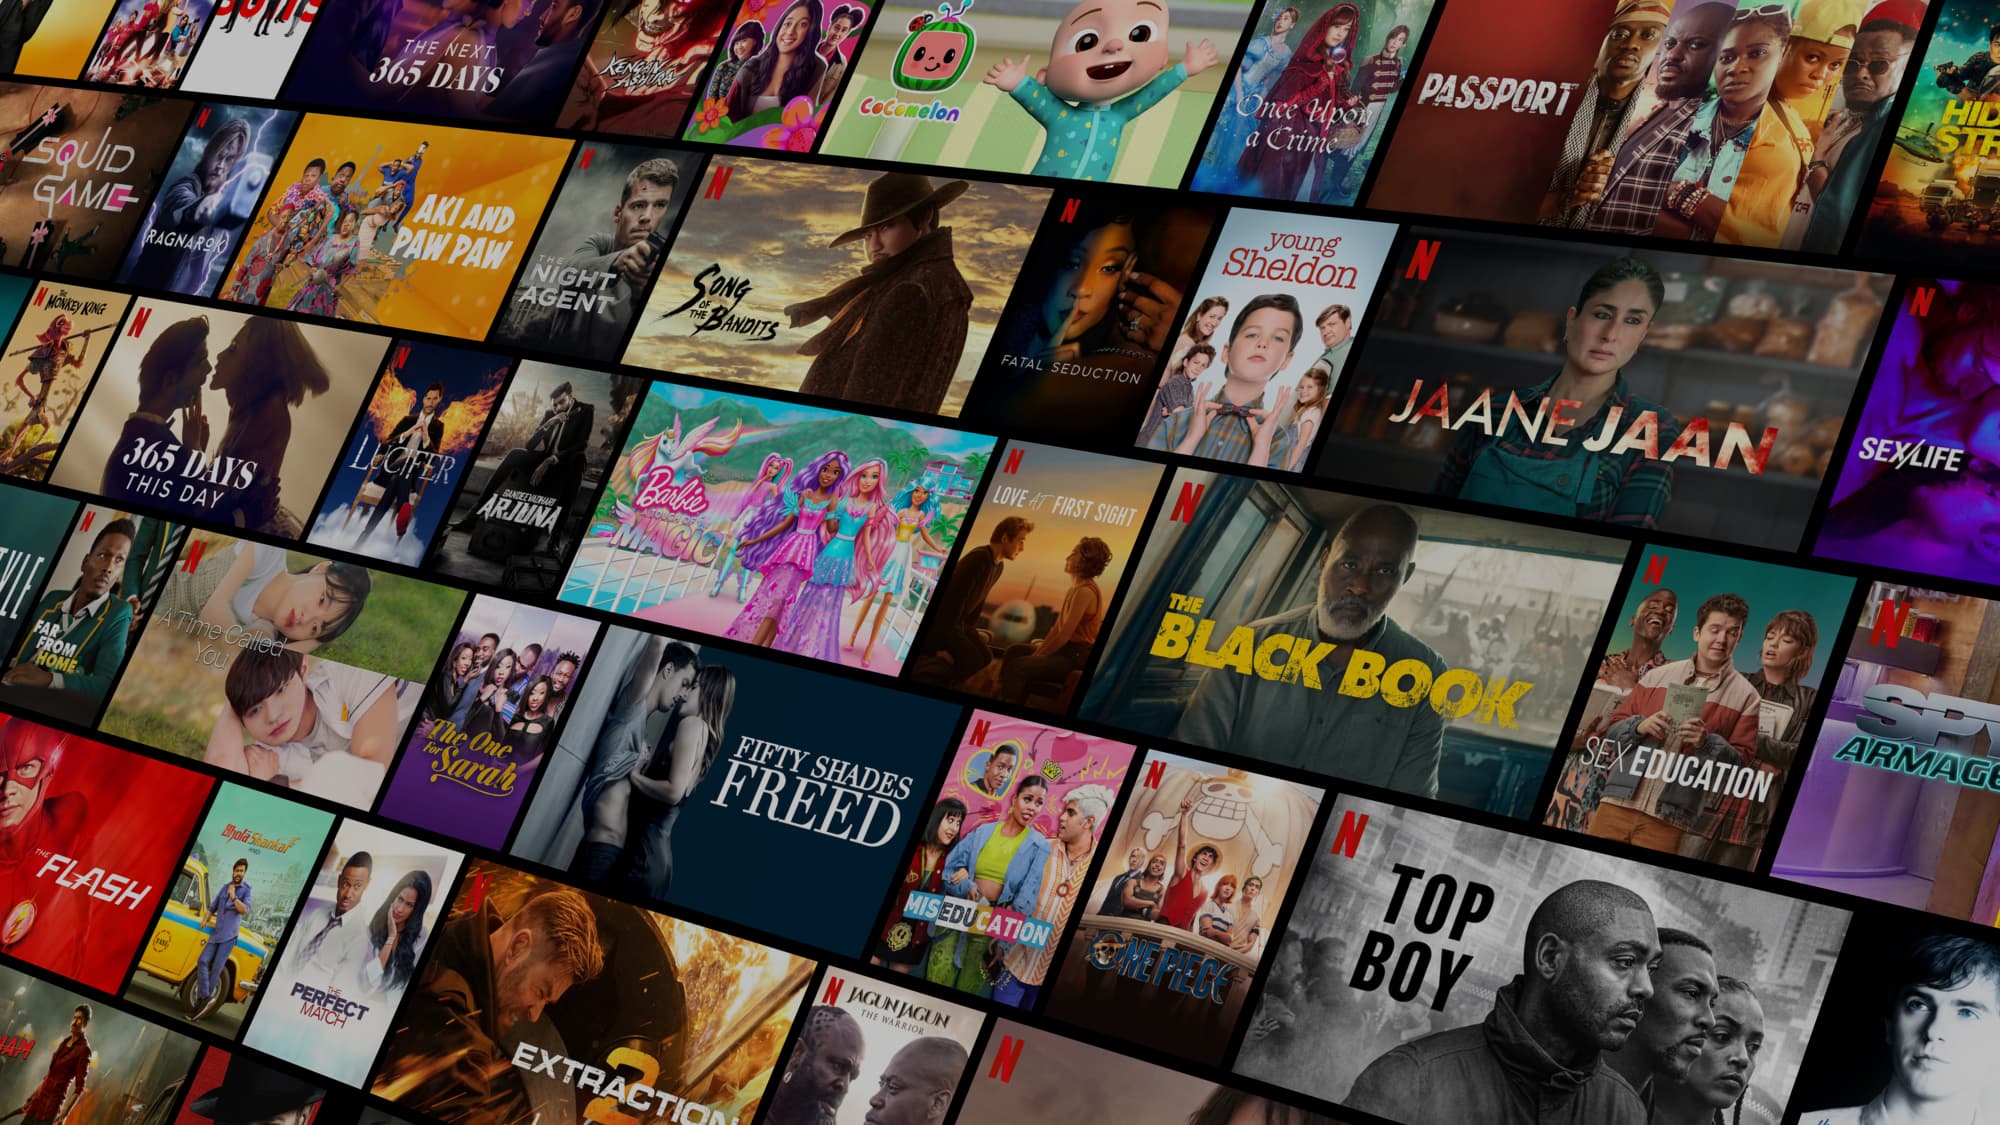 THE NEXT
365 DAYS
KENGAN
ASHURA
CoComelon
Once Upon
a Crime
PASSPORT
HID
STR
SQUID
GAME
N
RAGNAROK
AKI AND
PAW PAW
N
THE
NIGHT
AGENT
N
SONG
OF
THE BANDITS
N
FATAL SEDUCTION
young
Sheldon
N
JAANE JAAN
N
SEX/LIFE
N
THE
MONKEY KING
N
365 DAYS
THIS DAY
N
LUCIFER
GANDEEVADHARI
ARJUNA
Barbie
A TOUCH OF
MAGIC
N
LOVE AT FIRST SIGHT
N
THE
BLACK BOOK
N
SEX EDUCATION
N
SPY
ARMAGE
YLE
N
FAR
FROM
HOME
N
A Time Called
You
The One
for
Sarah
FIFTY SHADES
FREED
N
MISEDUCATION
N
ONE PIECE
N
TOP
BOY
THE
FLASH
Bhola Shankar
THE
PERFECT
MATCH
N
EXTRACTION
2
N
JAGUN JAGUN
THE WARRIOR
N
HAM